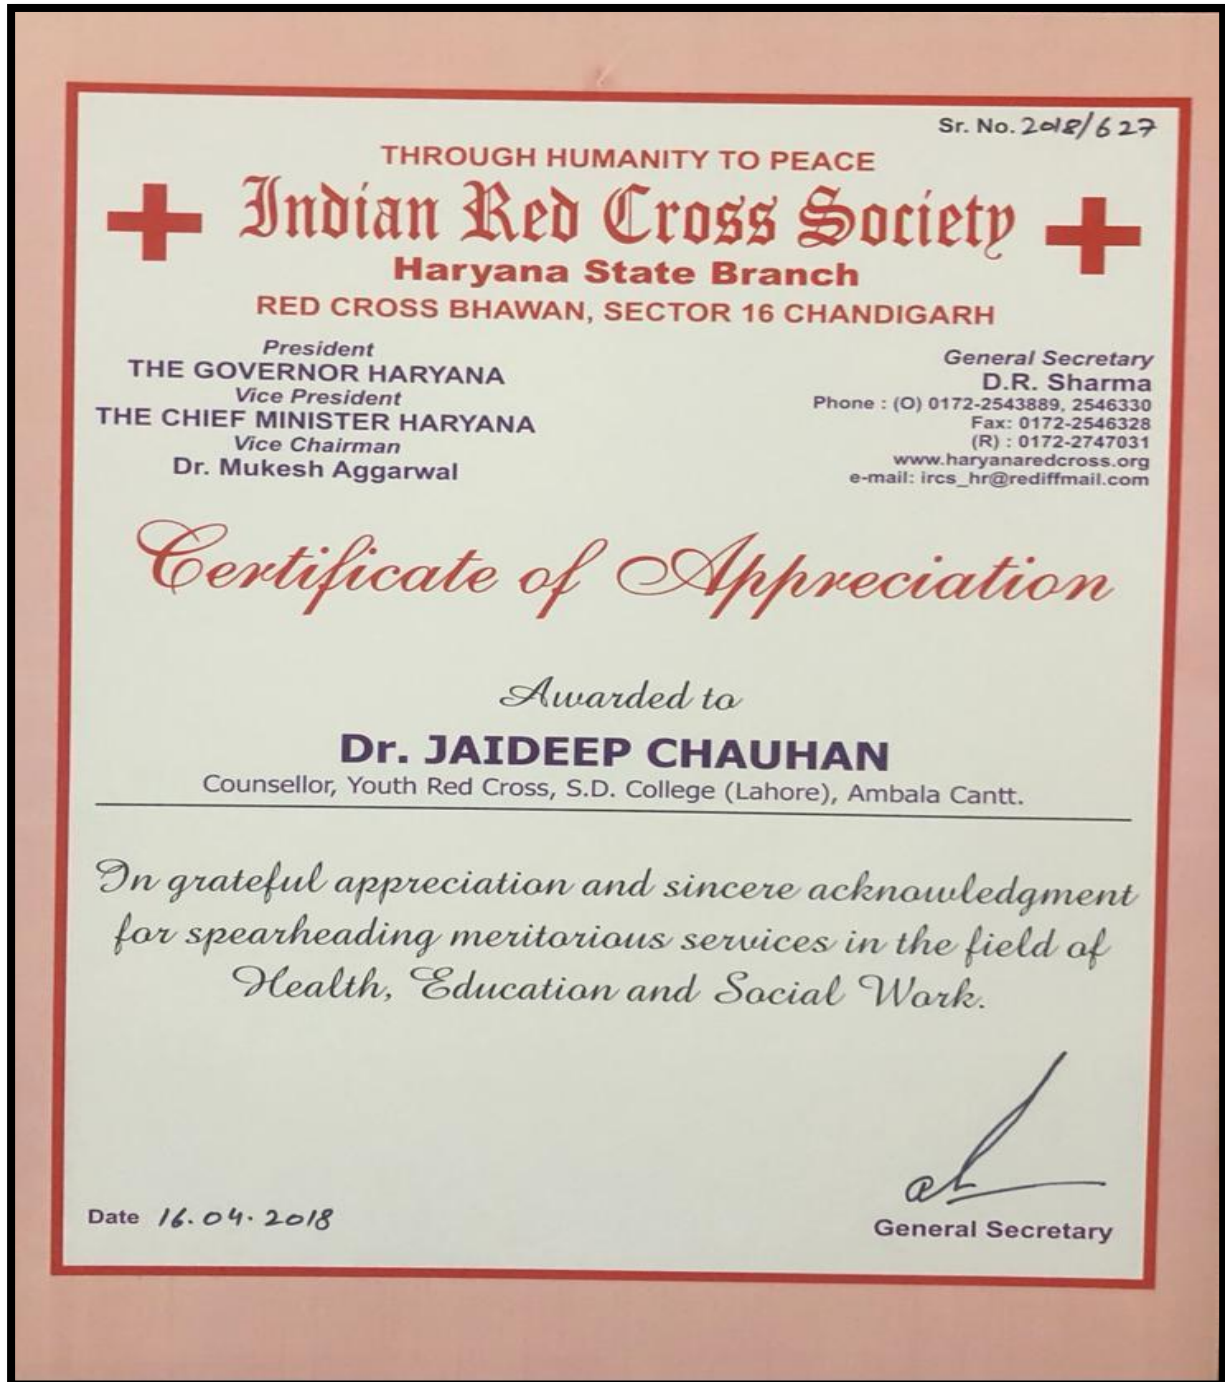 Sr. No. 2018/627
THROUGH HUMANITY TO PEACE
Indian Red Cross Society
Haryana State Branch
RED CROSS BHAWAN, SECTOR 16 CHANDIGARH
President
THE GOVERNOR HARYANA
Vice President
THE CHIEF MINISTER HARYANA
Vice Chairman
Dr. Mukesh Aggarwal
General Secretary
D.R. Sharma
Phone : (O) 0172-2543889, 2546330
Fax: 0172-2546328
(R) : 0172-2747031
www.haryanaredcross.org
e-mail: ircs_hr@rediffmail.com
Certificate of Appreciation
Awarded to
Dr. JAIDEEP CHAUHAN
Counsellor, Youth Red Cross, S.D. College (Lahore), Ambala Cantt.
In grateful appreciation and sincere acknowledgment
for spearheading meritorious services in the field of
Health, Education and Social Work.
Date 16.04.2018
General Secretary